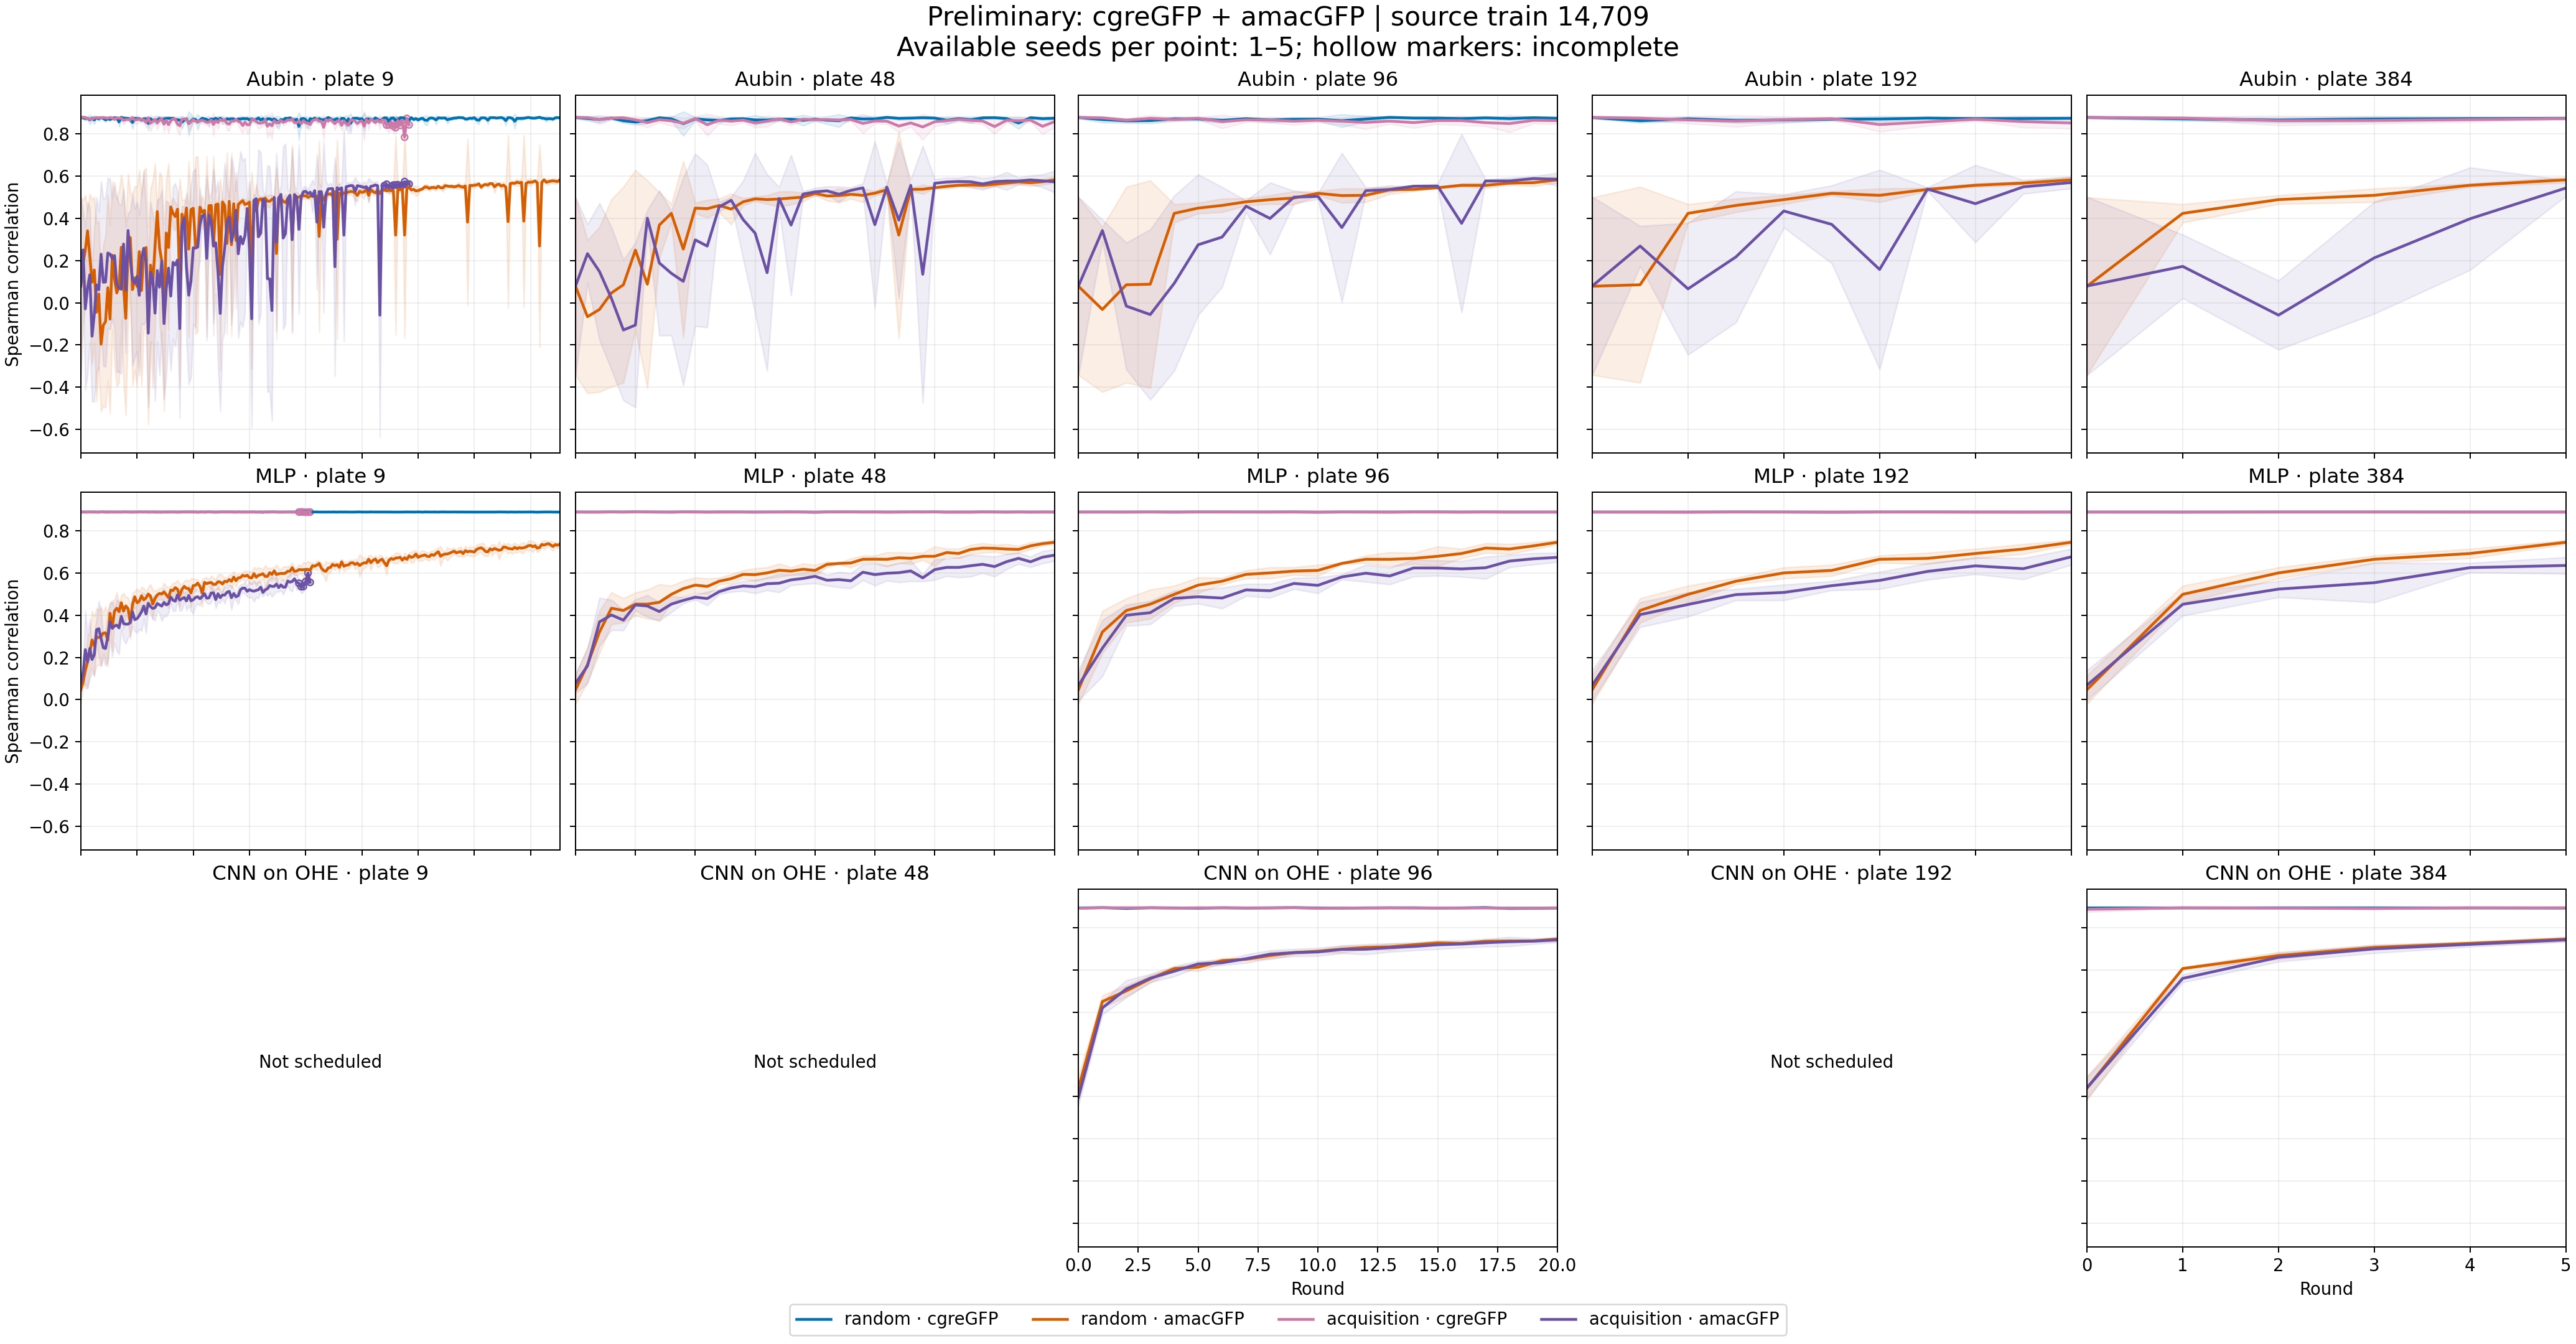 Preliminary: cgreGFP + amacGFP | source train 14,709
Available seeds per point: 1–5; hollow markers: incomplete
Aubin · plate 9
Aubin · plate 48
Aubin · plate 96
Aubin · plate 192
Aubin · plate 384
Spearman correlation
0.8
0.6
0.4
0.2
0.0
−0.2
−0.4
−0.6
MLP · plate 9
MLP · plate 48
MLP · plate 96
MLP · plate 192
MLP · plate 384
Spearman correlation
0.8
0.6
0.4
0.2
0.0
−0.2
−0.4
−0.6
CNN on OHE · plate 9
CNN on OHE · plate 48
CNN on OHE · plate 96
CNN on OHE · plate 192
CNN on OHE · plate 384
Not scheduled
Not scheduled
Not scheduled
0.0 2.5 5.0 7.5 10.0 12.5 15.0 17.5 20.0
Round
0 1 2 3 4 5
Round
random · cgreGFP
random · amacGFP
acquisition · cgreGFP
acquisition · amacGFP